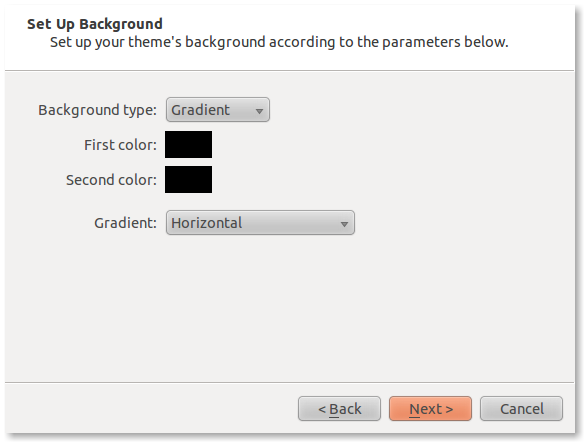 Set Up Background
Set up your theme's background according to the parameters below.
Background type: Gradient
First color:
Second color:
Gradient: Horizontal
< Back Next > Cancel